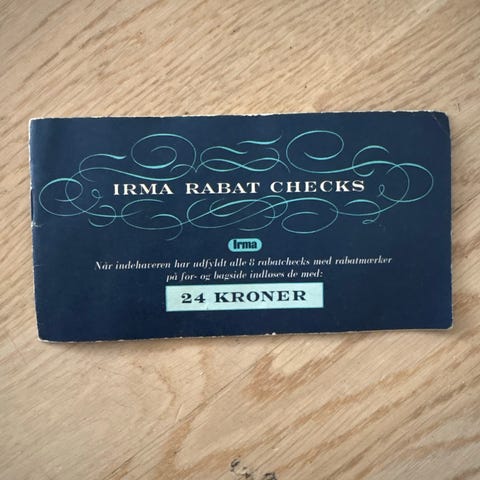 IRMA RABAT CHECKS
Irma
Når indehaveren har udfyldt alle 8 rabatchecks med rabatmærker
på for- og bagside indløses de med:
24 KRONER